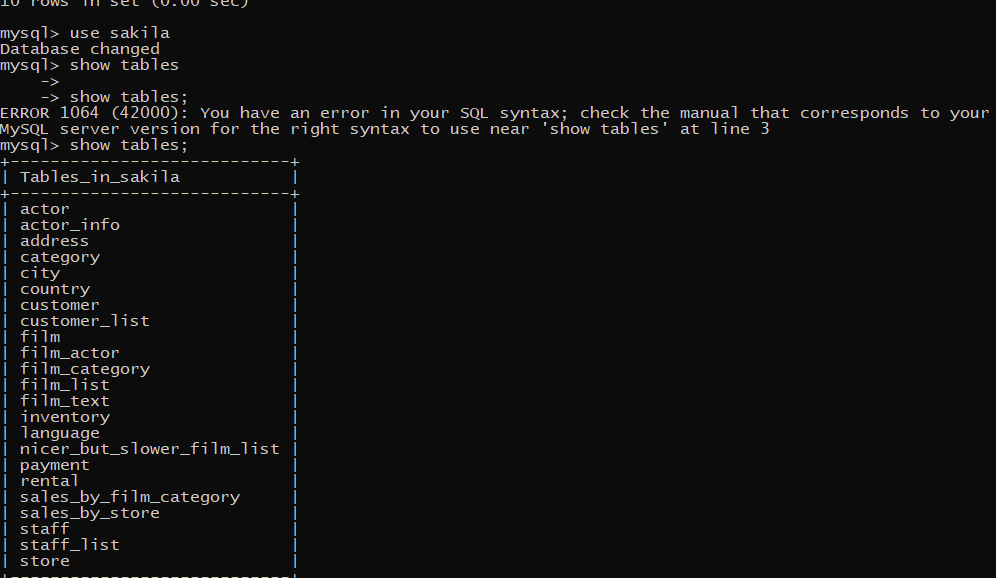 10 rows in set (0.00 sec)
mysql> use sakila
Database changed
mysql> show tables
    ->
    -> show tables;
ERROR 1064 (42000): You have an error in your SQL syntax; check the manual that corresponds to your
MySQL server version for the right syntax to use near 'show tables' at line 3
mysql> show tables;
+----------------------------+
| Tables_in_sakila           |
+----------------------------+
| actor                      |
| actor_info                 |
| address                    |
| category                   |
| city                       |
| country                    |
| customer                   |
| customer_list              |
| film                       |
| film_actor                 |
| film_category              |
| film_list                  |
| film_text                  |
| inventory                  |
| language                   |
| nicer_but_slower_film_list |
| payment                    |
| rental                     |
| sales_by_film_category     |
| sales_by_store             |
| staff                      |
| staff_list                 |
| store                      |
+----------------------------+